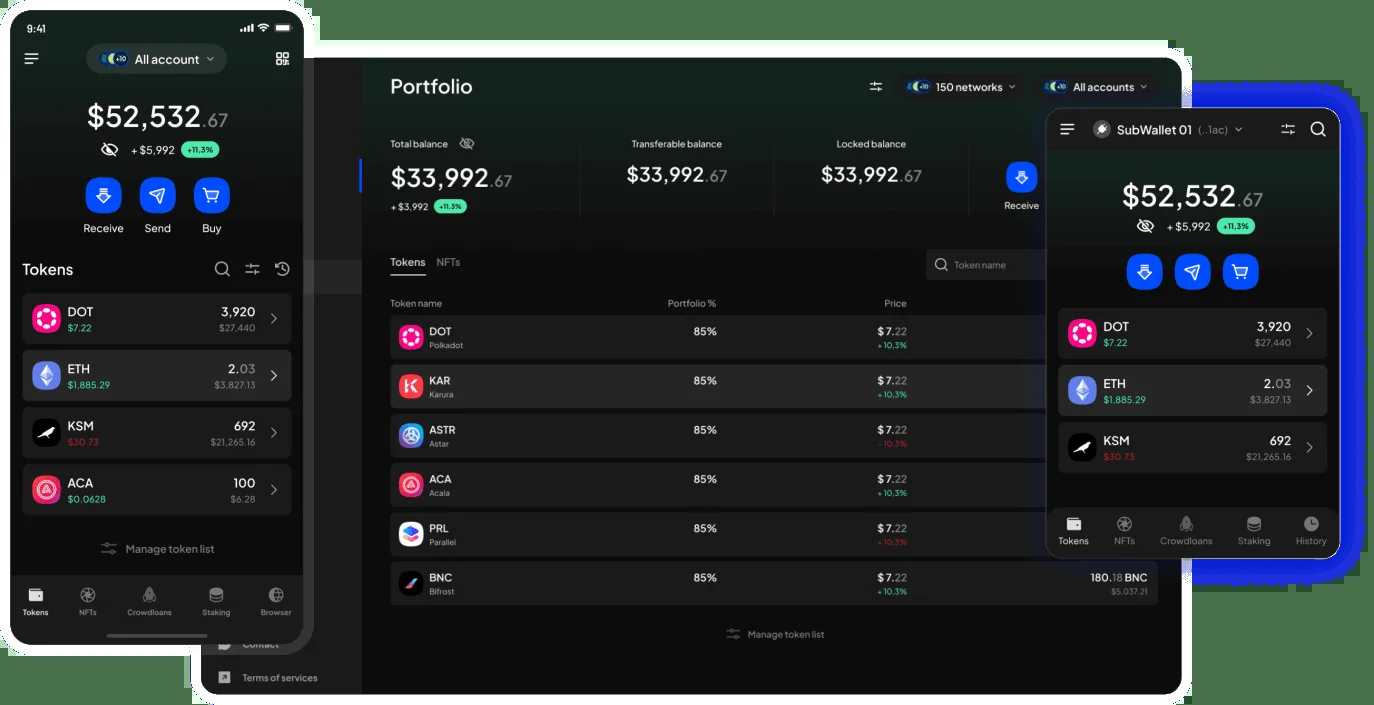 9:41
+10 All account
$52,532.67
+ $5,992 +11,3%
Receive Send Buy
Tokens
DOT 3,920
$7.22 $27,440
ETH 2.03
$1,885.29 $3,827.13
KSM 692
$30.73 $21,265.16
ACA 100
$0.0628 $6.28
Manage token list
Tokens NFTs Crowdloans Staking Browser
Contact
Terms of services
Portfolio
+10 150 networks +10 All accounts
Total balance Transferable balance Locked balance
$33,992.67 $33,992.67 $33,992.67
+ $3,992 +11,3%
Receive
Tokens NFTs
Token name
Token name Portfolio % Price
DOT 85% $ 7.22
Polkadot + 10,3%
KAR 85% $ 7.22
Karura + 10,3%
ASTR 85% $ 7.22
Astar - 10,3%
ACA 85% $ 7.22
Acala + 10,3%
PRL 85% $ 7.22
Parallel - 10,3%
BNC 85% $ 7.22 180.18 BNC
Bifrost + 10,3% $5,037.21
Manage token list
SubWallet 01 (..1ac)
$52,532.67
+ $5,992 +11,3%
DOT 3,920
$7.22 $27,440
ETH 2.03
$1,885.29 $3,827.13
KSM 692
$30.73 $21,265.16
Tokens NFTs Crowdloans Staking History